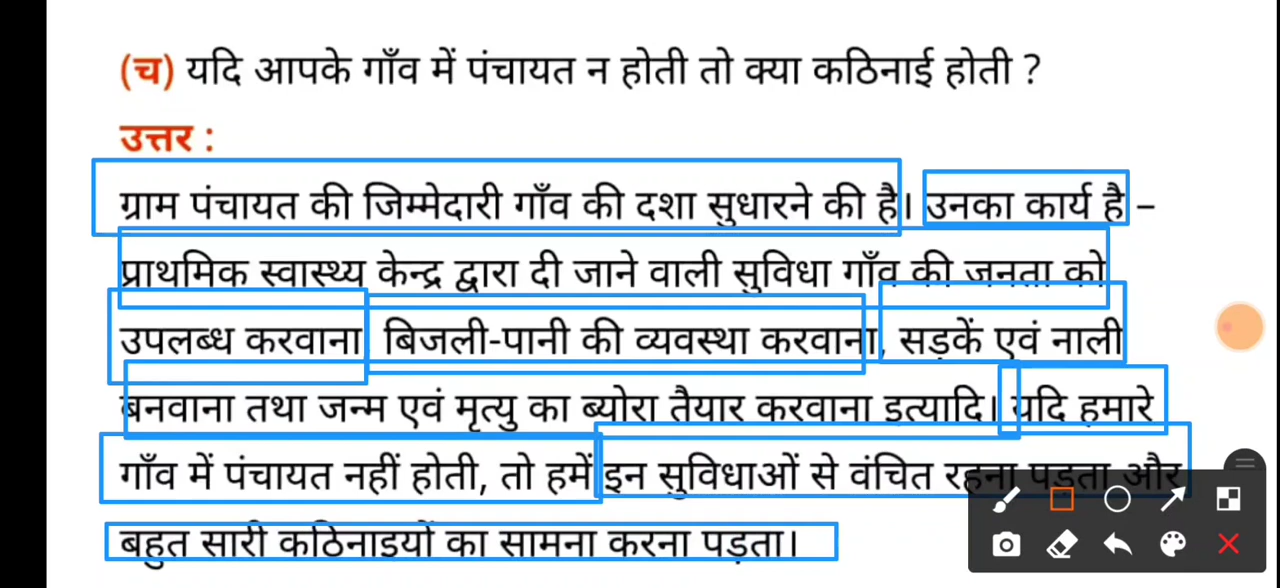 (च) यदि आपके गाँव में पंचायत न होती तो क्या कठिनाई होती ?
उत्तर :
ग्राम पंचायत की जिम्मेदारी गाँव की दशा सुधारने की है। उनका कार्य है –
प्राथमिक स्वास्थ्य केन्द्र द्वारा दी जाने वाली सुविधा गाँव की जनता को
उपलब्ध करवाना, बिजली-पानी की व्यवस्था करवाना, सड़कें एवं नाली
बनवाना तथा जन्म एवं मृत्यु का ब्योरा तैयार करवाना इत्यादि। यदि हमारे
गाँव में पंचायत नहीं होती, तो हमें इन सुविधाओं से वंचित रहना पड़ता और
बहुत सारी कठिनाइयों का सामना करना पड़ता।